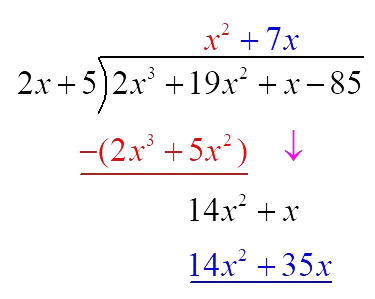 x² + 7x
2x + 5)2x³ + 19x² + x − 85
−(2x³ + 5x²) ↓
14x² + x
14x² + 35x